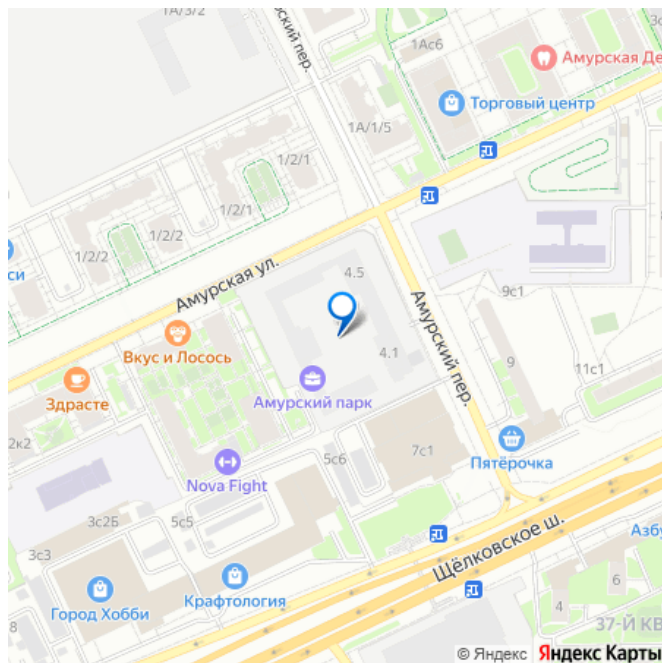 1А/3/2
урский пер.
1Ас6
Амурская Де
Торговый центр
1А/1/5
1/2/1
1/2/1
1/2/2
1/2/2
си
Амурская ул.
4.5
9с1
Амурский пер.
Вкус и Лосось
4.1
9
11с1
Здрасте
Амурский парк
2к2
7с1
Пятёрочка
5с6
Nova Fight
3с2Б
5с5
3с3
Щёлковское ш.
Азбу
Город Хобби
Крафтология
6
4
8
37-Й КВ
© Яндекс Яндекс Карты